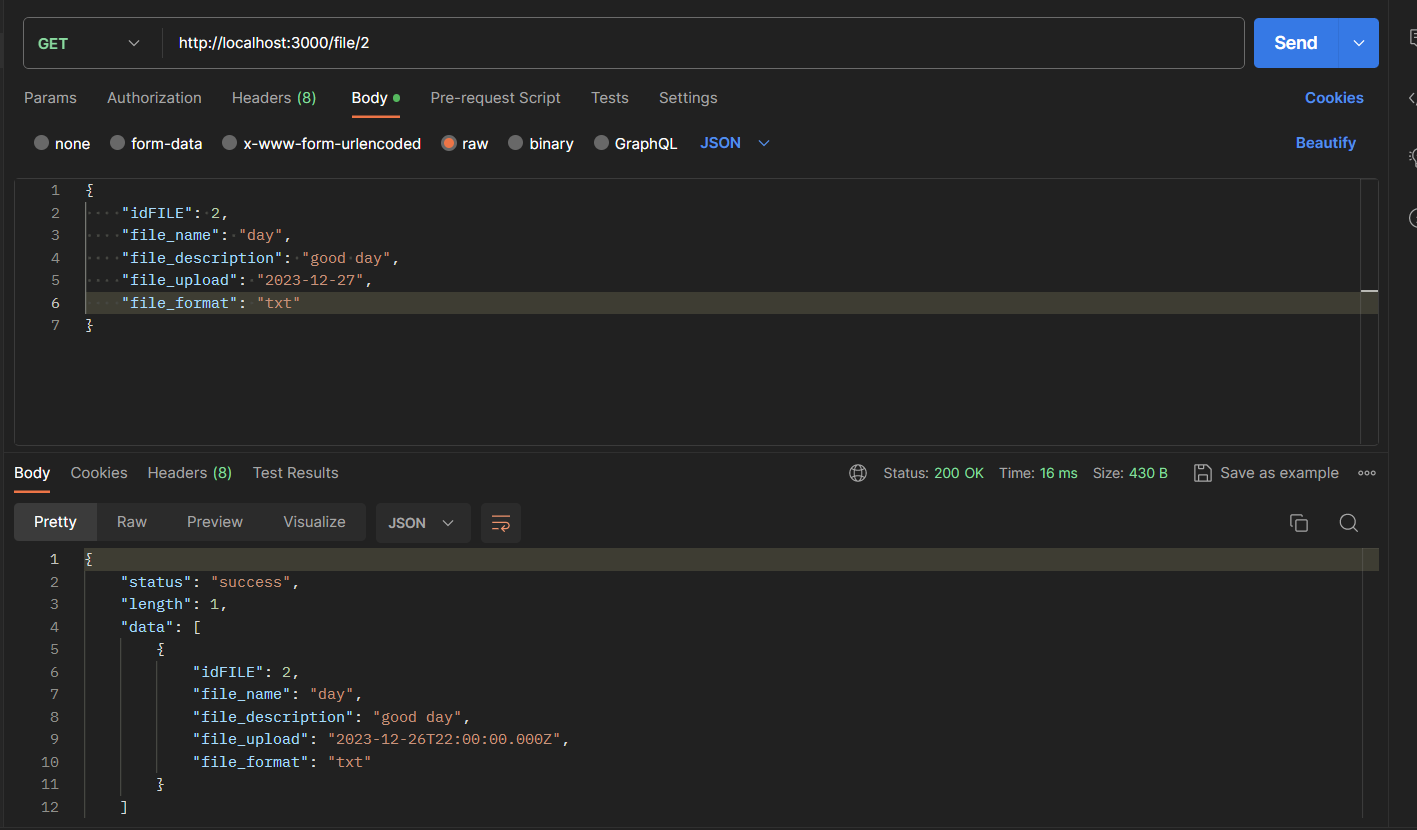 GET http://localhost:3000/file/2 Send
Params Authorization Headers (8) Body Pre-request Script Tests Settings Cookies
none form-data x-www-form-urlencoded raw binary GraphQL JSON Beautify
1 {
2 "idFILE": 2,
3 "file_name": "day",
4 "file_description": "good day",
5 "file_upload": "2023-12-27",
6 "file_format": "txt"
7 }
Body Cookies Headers (8) Test Results Status: 200 OK Time: 16 ms Size: 430 B Save as example
Pretty Raw Preview Visualize JSON
1 {
2 "status": "success",
3 "length": 1,
4 "data": [
5 {
6 "idFILE": 2,
7 "file_name": "day",
8 "file_description": "good day",
9 "file_upload": "2023-12-26T22:00:00.000Z",
10 "file_format": "txt"
11 }
12 ]